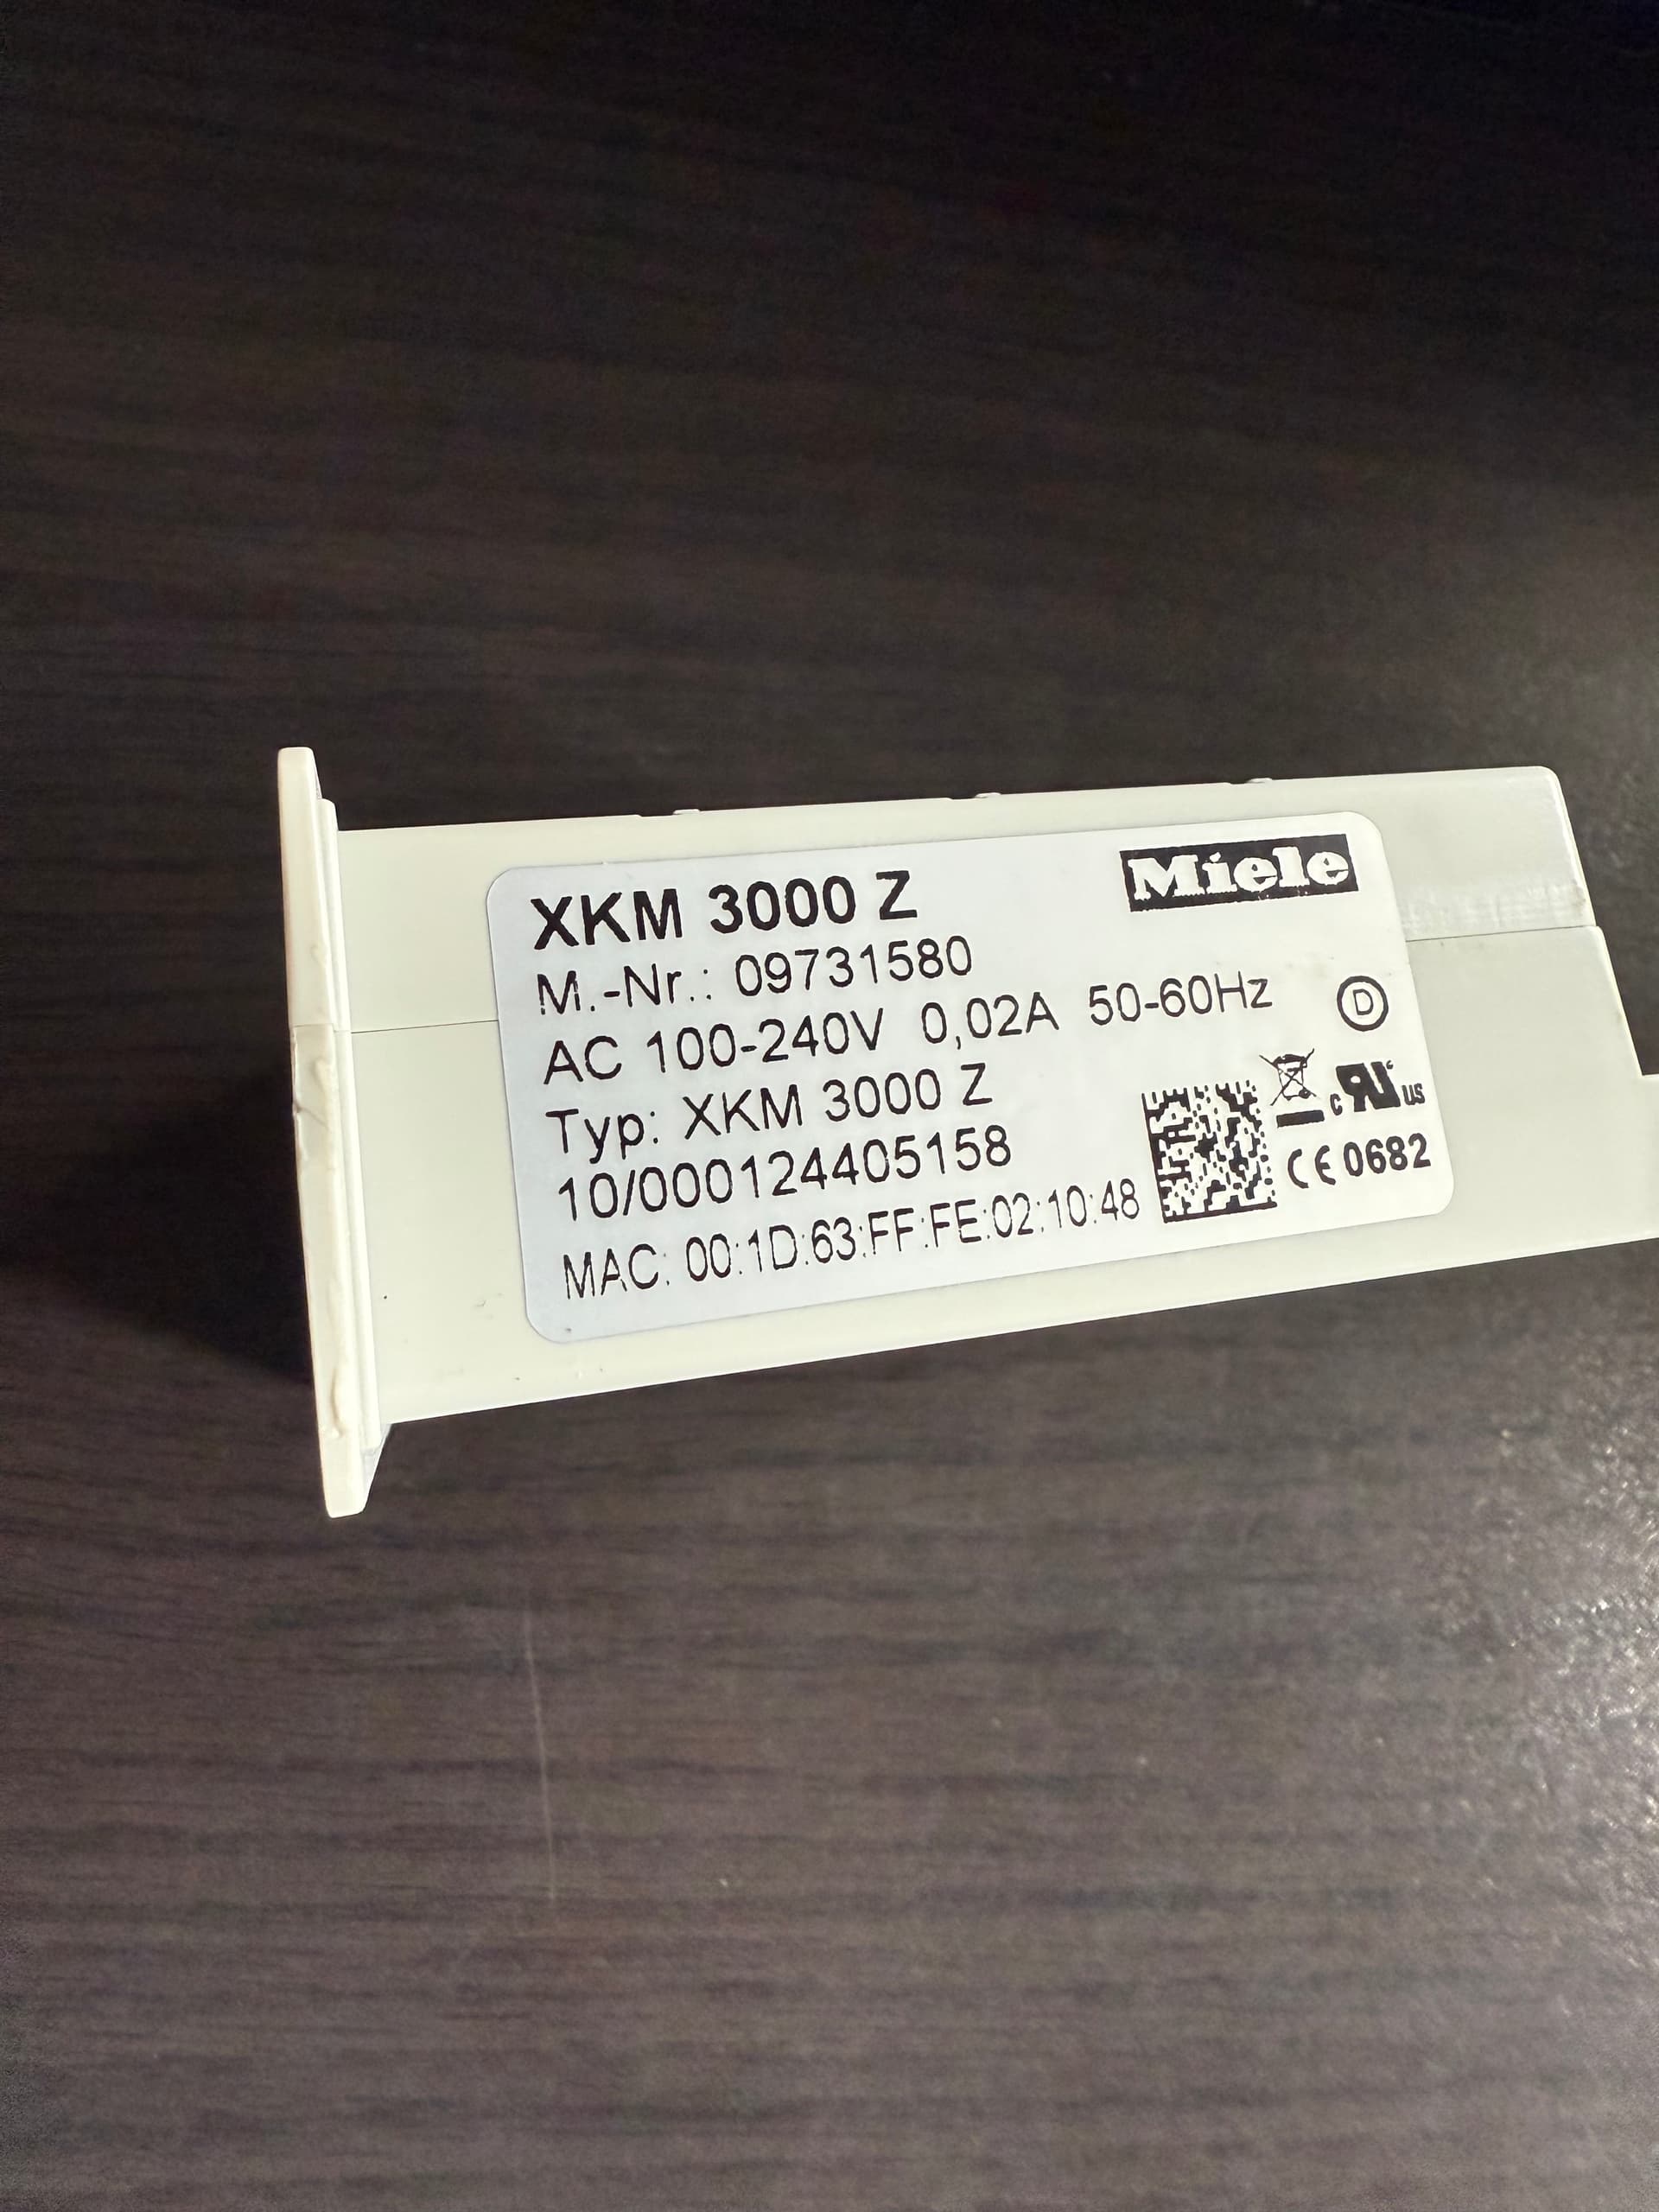 XKM 3000 Z
Miele
M.-Nr.: 09731580
AC 100-240V 0,02A 50-60Hz
D
Typ: XKM 3000 Z
10/000124405158
c RU us
MAC: 00:1D:63:FF:FE:02:10:48
CE 0682